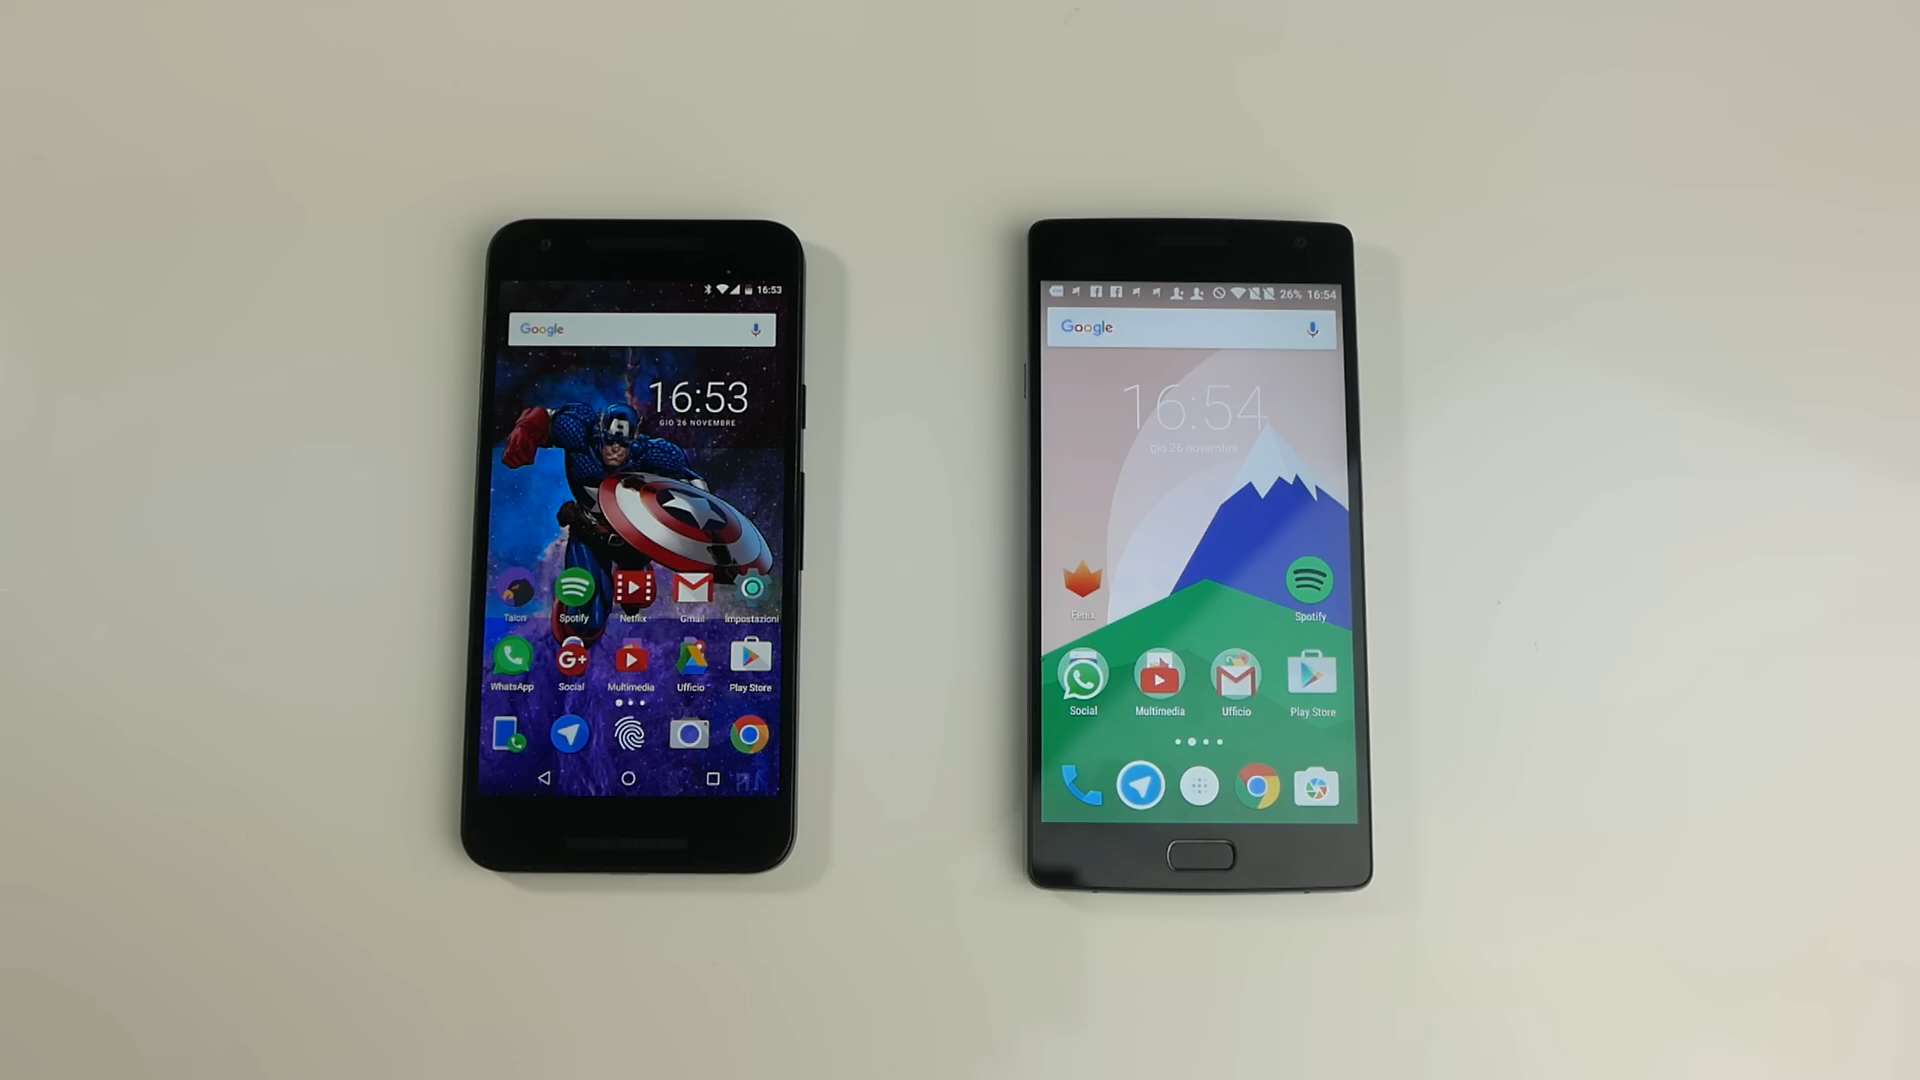 16:53
Google
16:53
GIO 26 NOVEMBRE
Talon
Spotify
Netflix
Gmail
Impostazioni
WhatsApp
Social
Multimedia
Ufficio
Play Store
26% 16:54
Google
16:54
gio 26 novembre
Fenix
Spotify
Social
Multimedia
Ufficio
Play Store